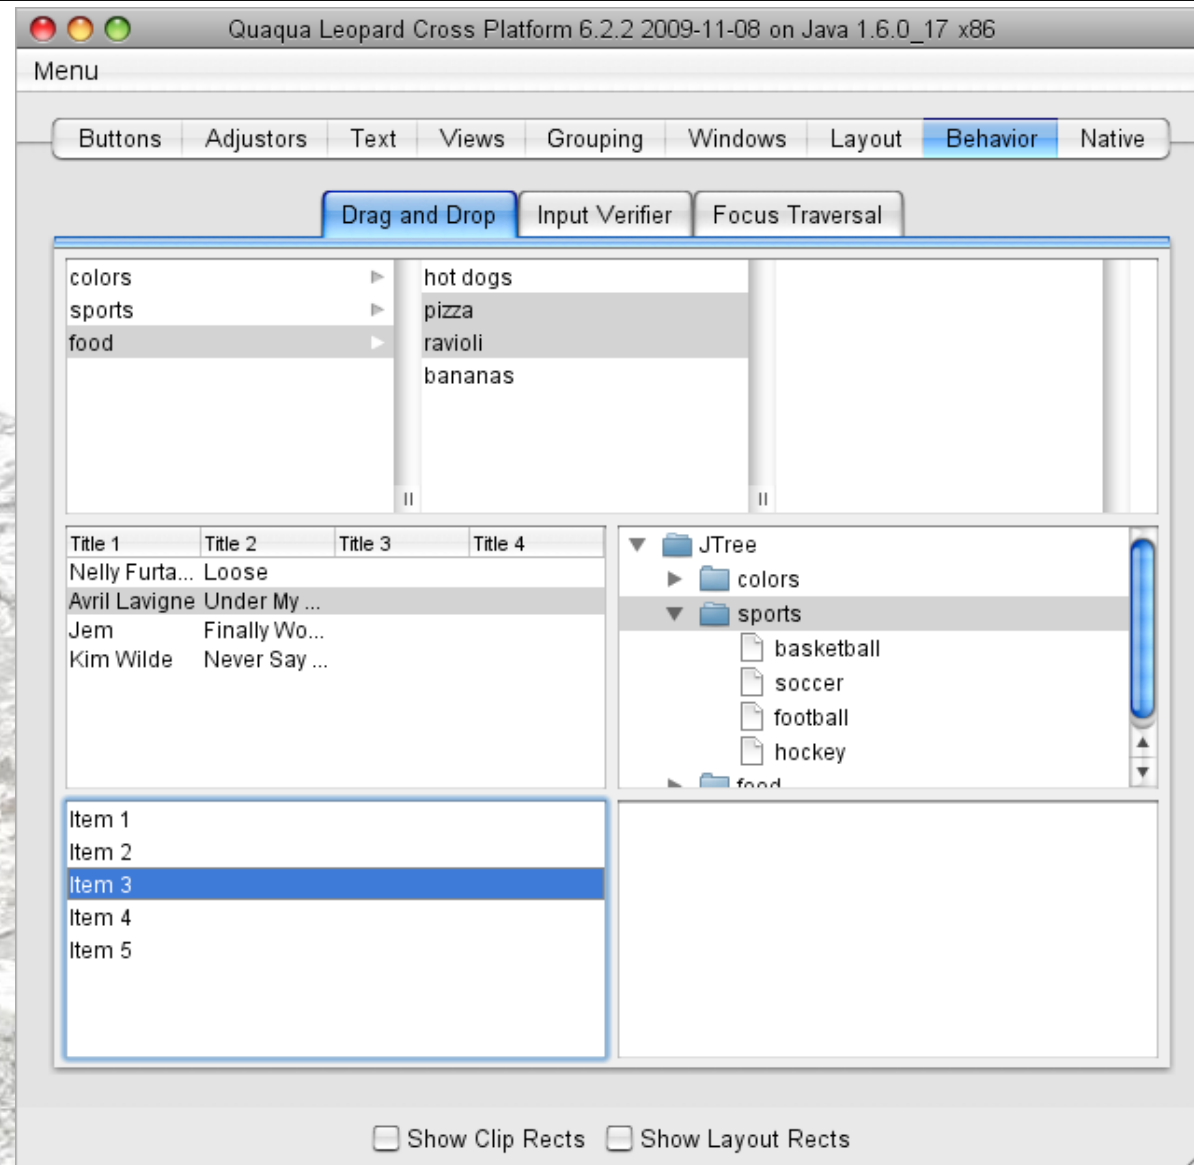 Quaqua Leopard Cross Platform 6.2.2 2009-11-08 on Java 1.6.0_17 x86
Menu
Buttons Adjustors Text Views Grouping Windows Layout Behavior Native
Drag and Drop Input Verifier Focus Traversal
colors
sports
food
hot dogs
pizza
ravioli
bananas
Title 1 Title 2 Title 3 Title 4
Nelly Furta... Loose
Avril Lavigne Under My ...
Jem Finally Wo...
Kim Wilde Never Say ...
JTree
colors
sports
basketball
soccer
football
hockey
food
Item 1
Item 2
Item 3
Item 4
Item 5
Show Clip Rects Show Layout Rects